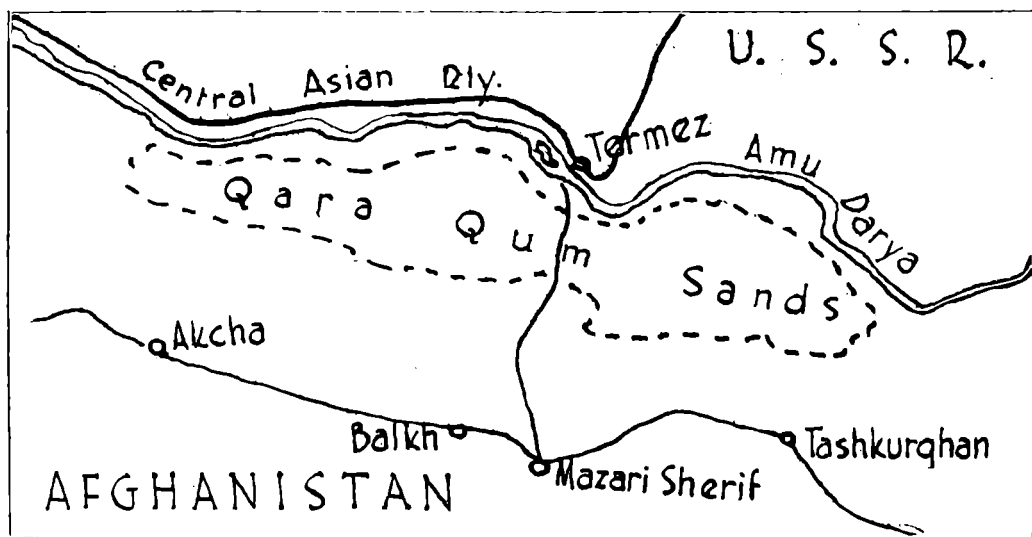 U. S. S. R.
Central Asian Rly.
Termez
Amu Darya
Qara Qum Sands
Akcha
Balkh
Mazari Sherif
Tashkurghan
AFGHANISTAN